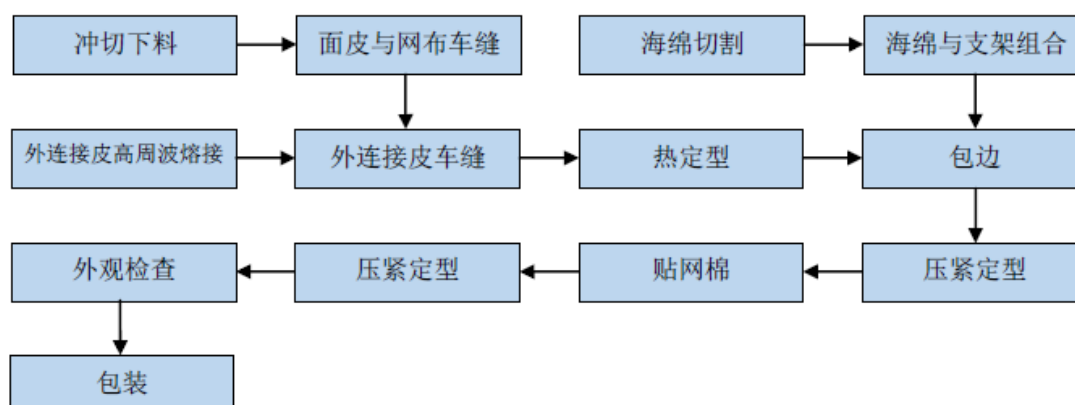 冲切下料
面皮与网布车缝
海绵切割
海绵与支架组合
外连接皮高周波熔接
外连接皮车缝
热定型
包边
外观检查
压紧定型
贴网棉
压紧定型
包装